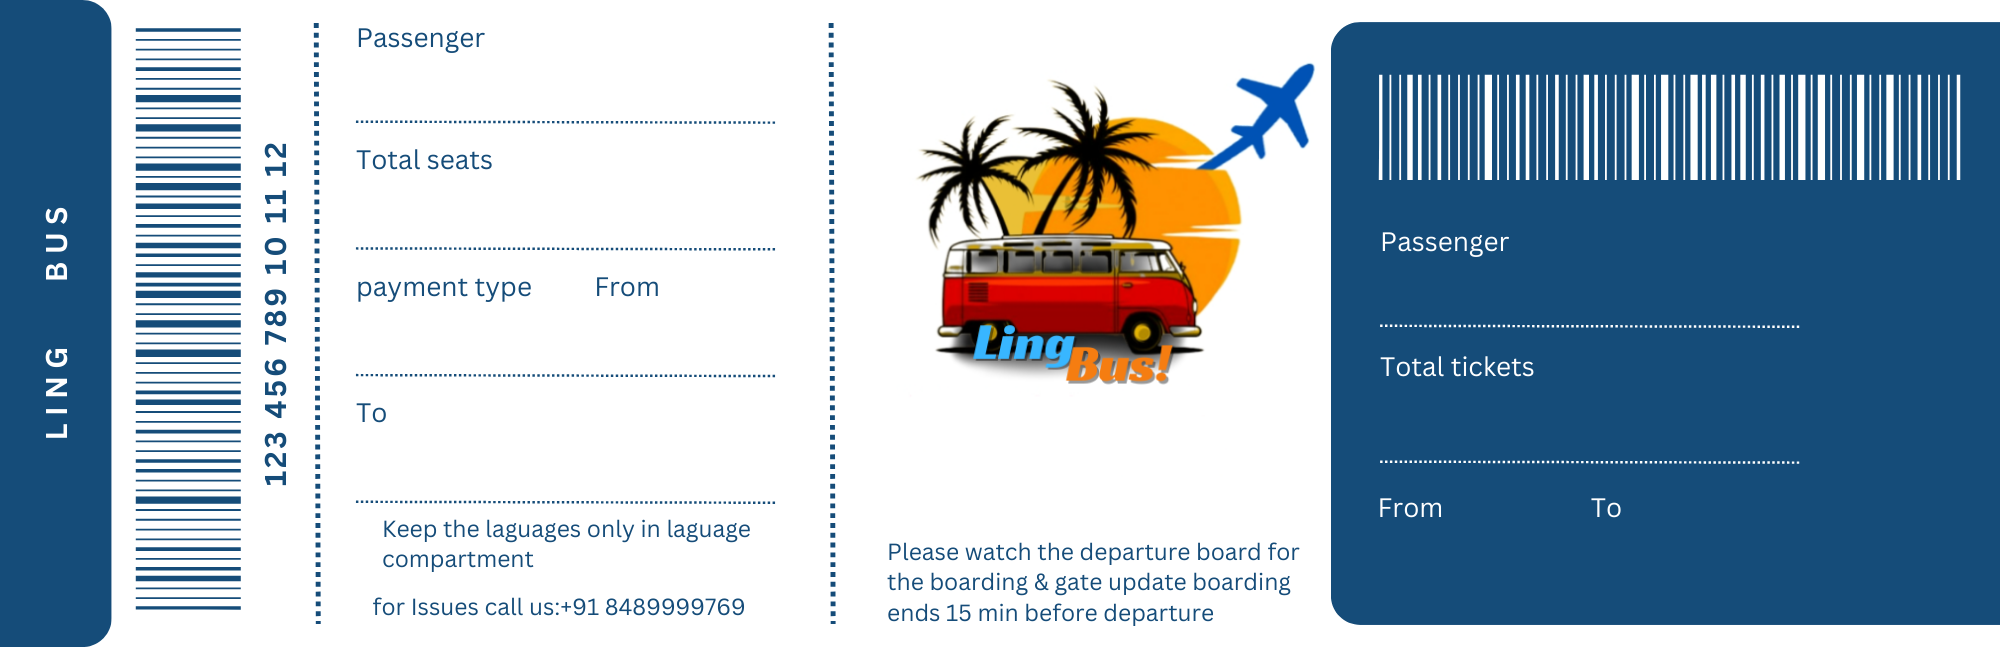 LING BUS
123 456 789 10 11 12
Passenger
Total seats
payment type From
To
Keep the laguages only in laguage
compartment
for Issues call us:+91 8489999769
Ling
Bus!
Please watch the departure board for
the boarding & gate update boarding
ends 15 min before departure
Passenger
Total tickets
From To